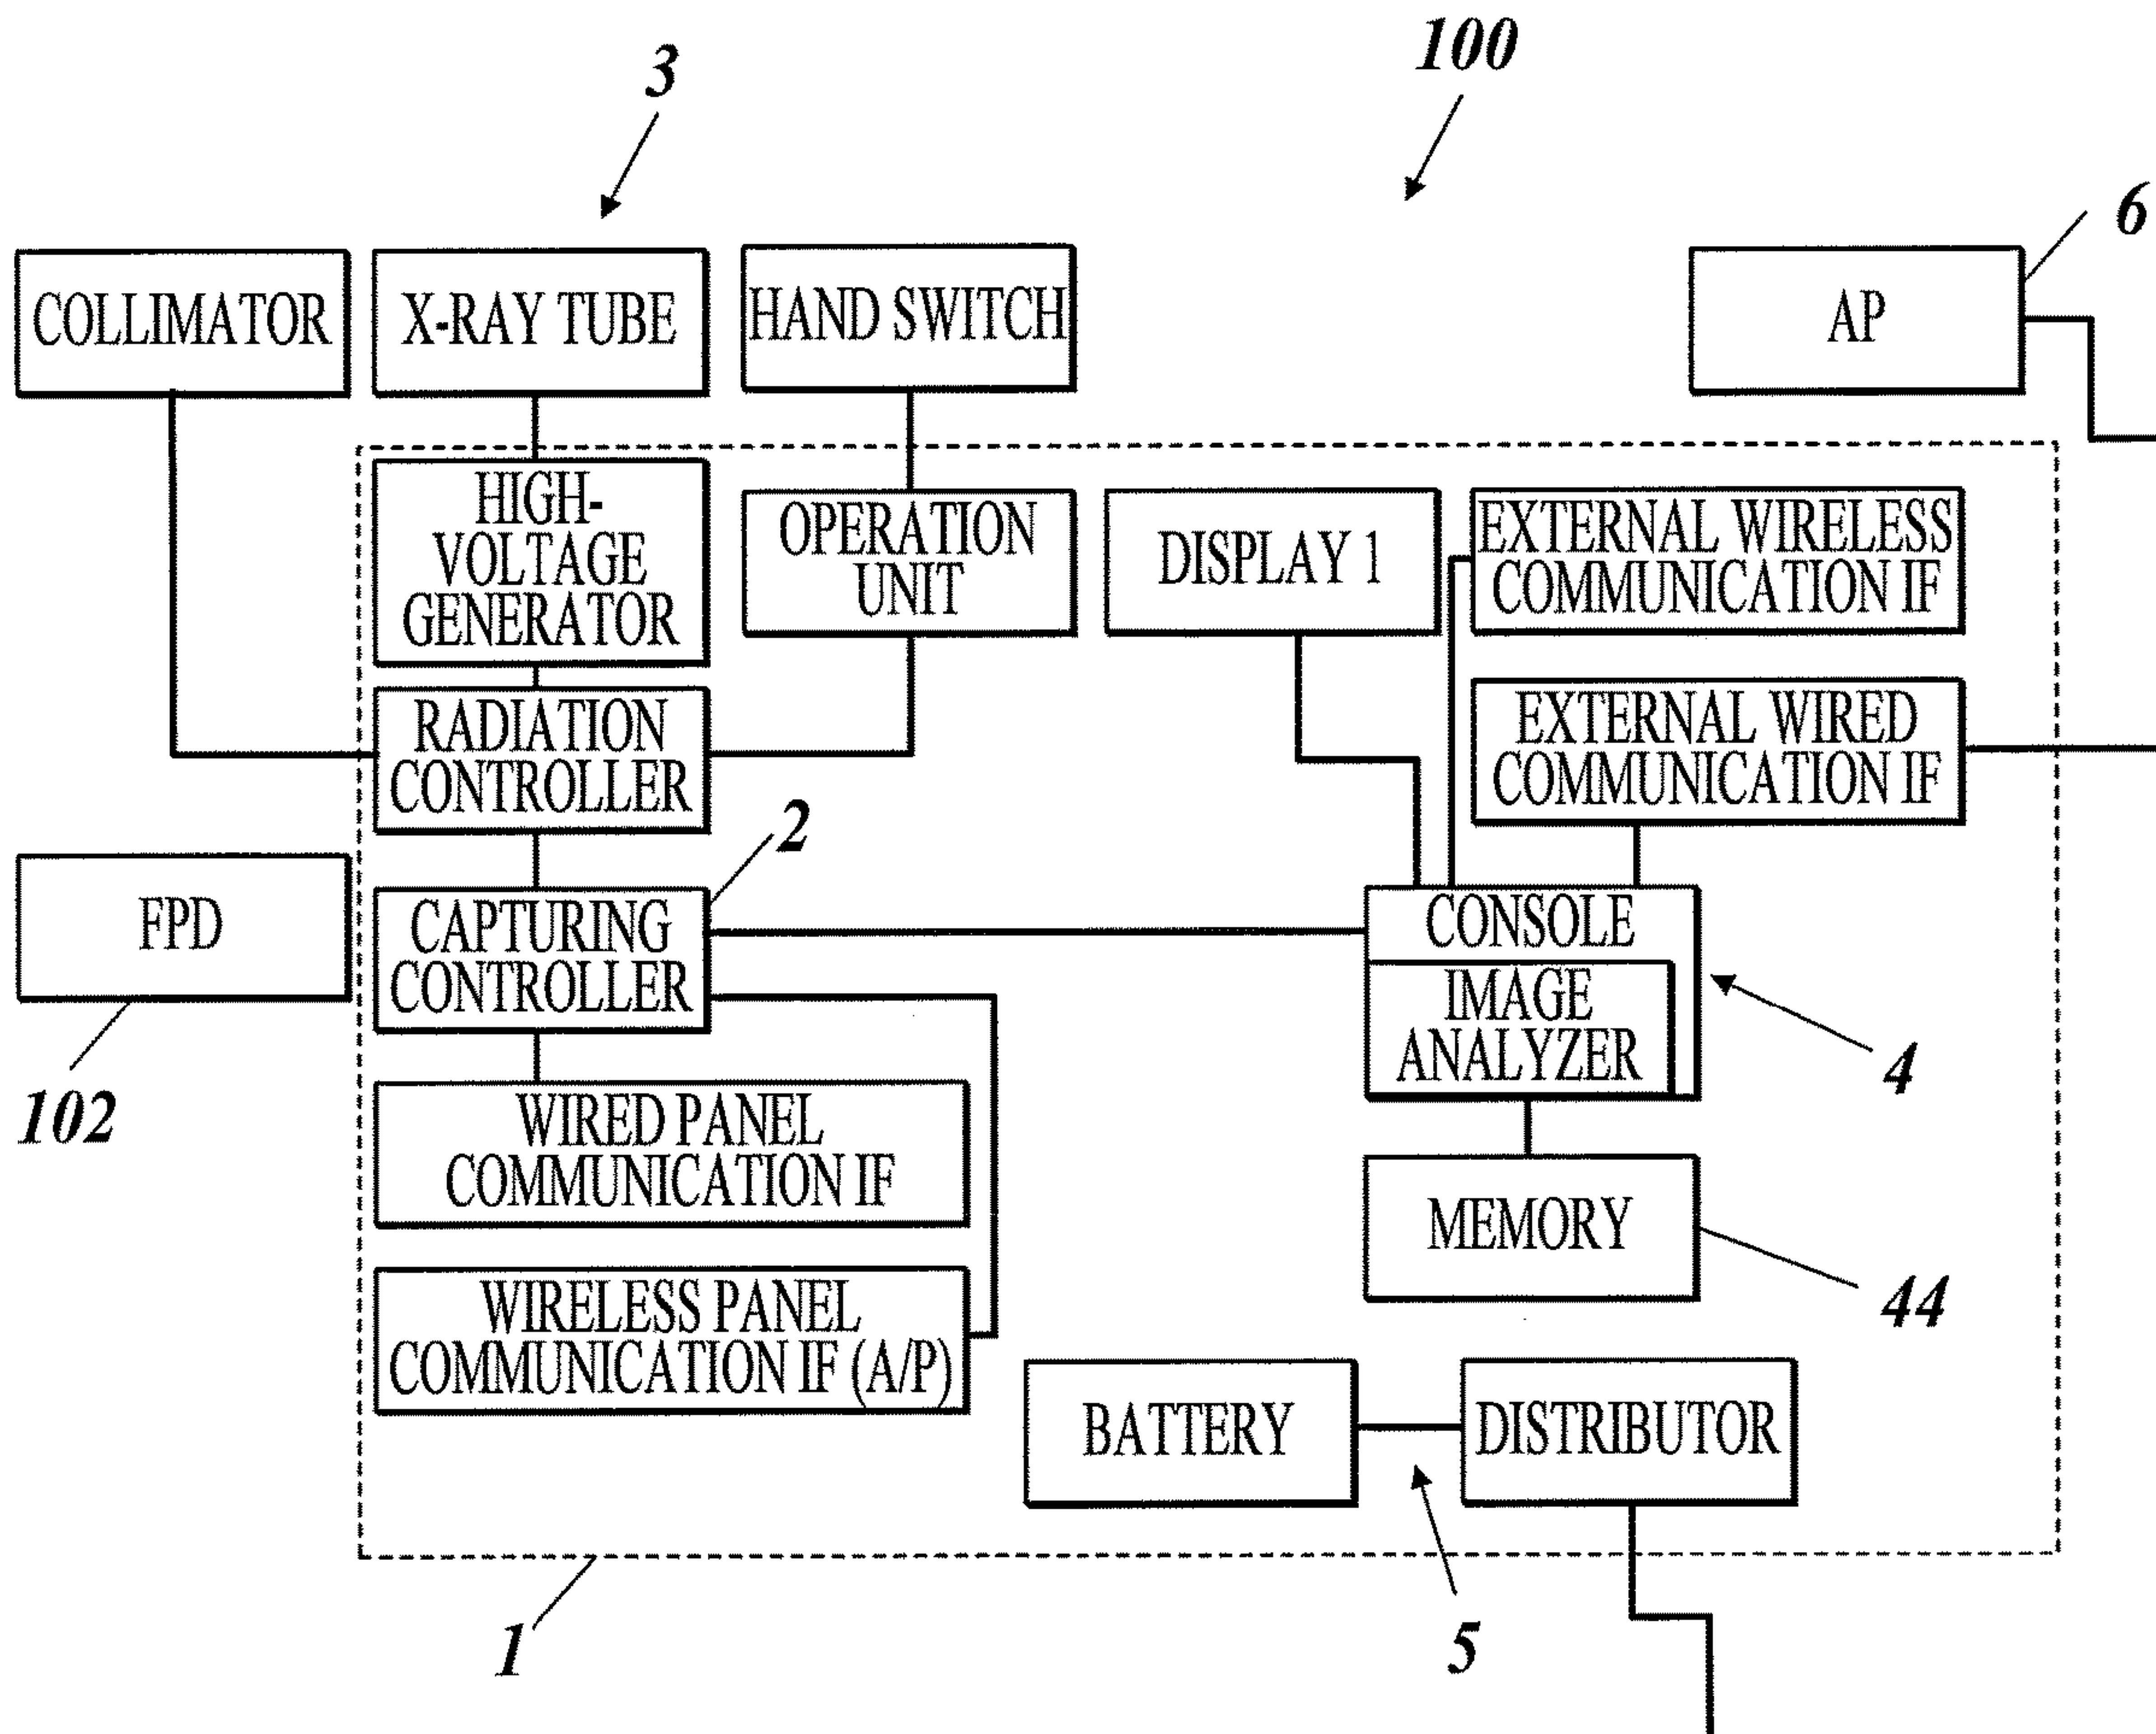 100
3
6
COLLIMATOR
X-RAY TUBE
HAND SWITCH
AP
HIGH-
VOLTAGE
GENERATOR
OPERATION
UNIT
DISPLAY 1
EXTERNAL WIRELESS
COMMUNICATION IF
RADIATION
CONTROLLER
EXTERNAL WIRED
COMMUNICATION IF
2
FPD
102
CAPTURING
CONTROLLER
CONSOLE
IMAGE
ANALYZER
4
WIRED PANEL
COMMUNICATION IF
MEMORY
44
WIRELESS PANEL
COMMUNICATION IF (A/P)
BATTERY
DISTRIBUTOR
1
5